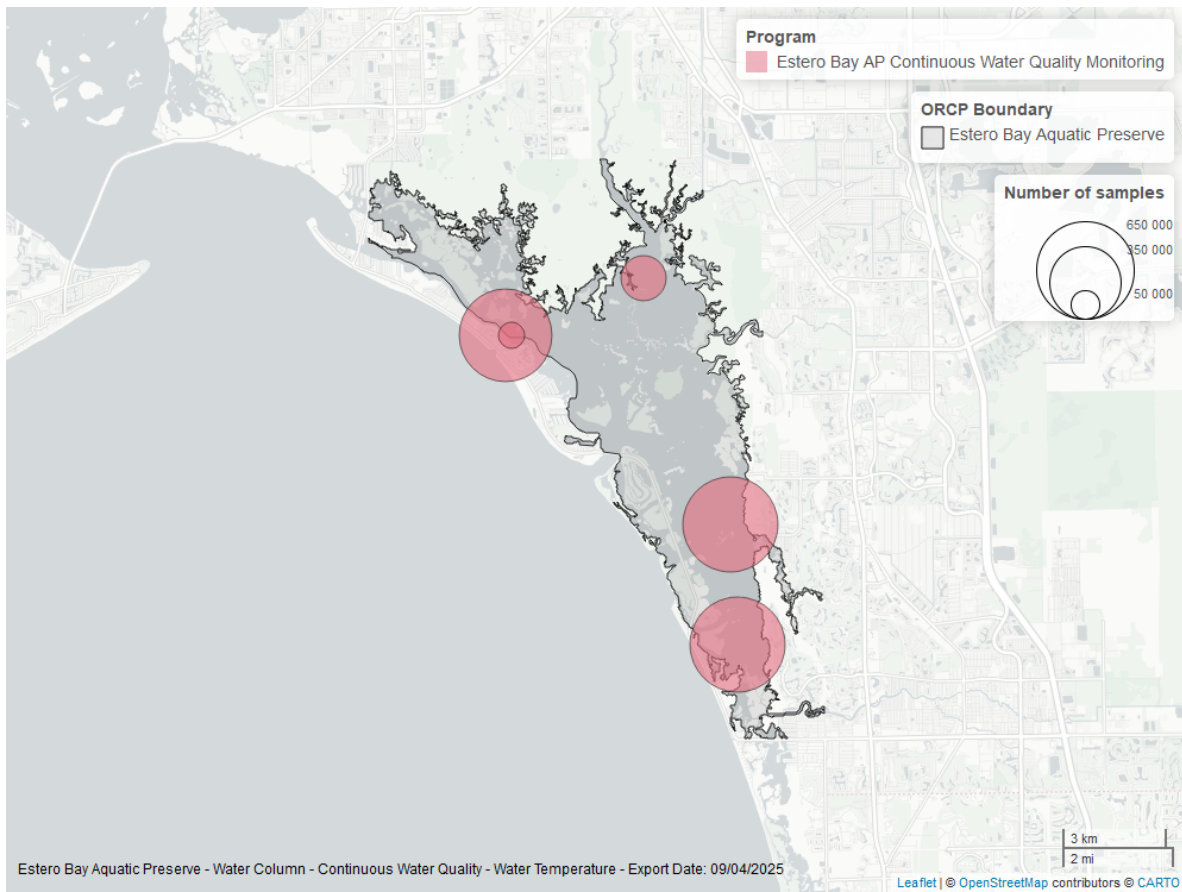 Program
Estero Bay AP Continuous Water Quality Monitoring
ORCP Boundary
Estero Bay Aquatic Preserve
Number of samples
650 000
350 000
50 000
3 km
2 mi
Estero Bay Aquatic Preserve - Water Column - Continuous Water Quality - Water Temperature - Export Date: 09/04/2025
Leaflet | © OpenStreetMap contributors © CARTO